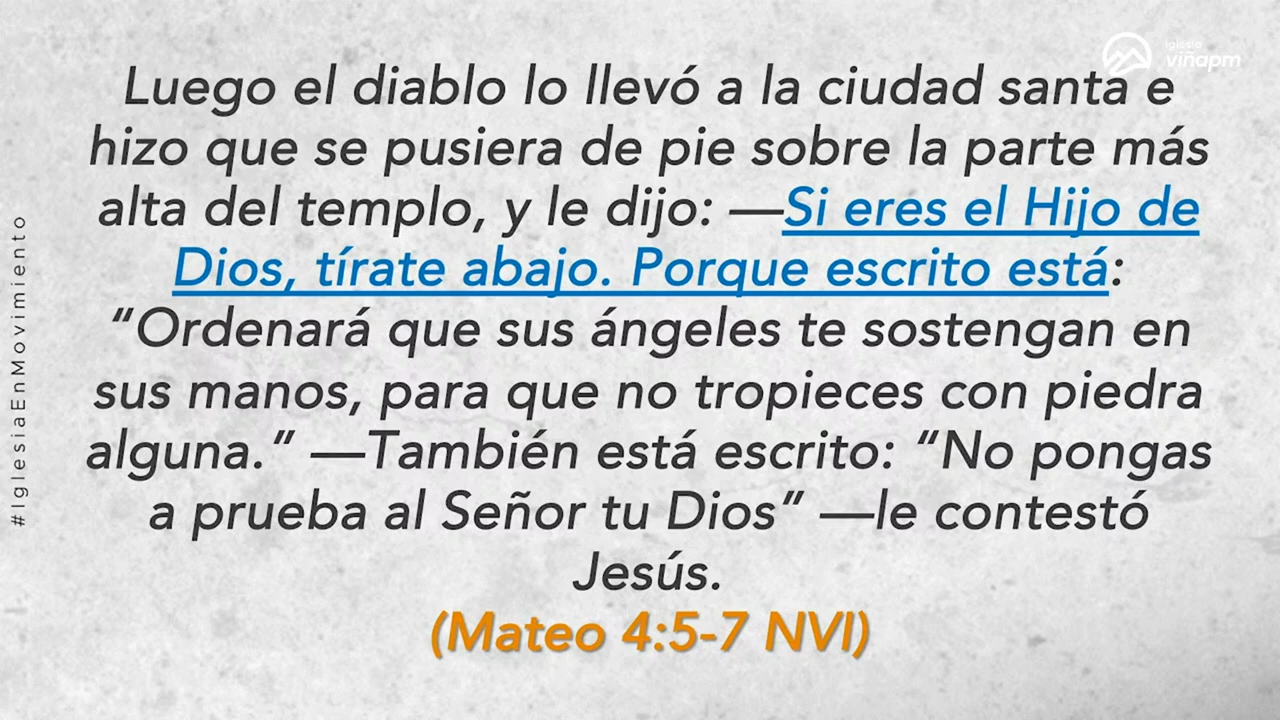 iglesia
viñapm
Luego el diablo lo llevó a la ciudad santa e
hizo que se pusiera de pie sobre la parte más
alta del templo, y le dijo: —Si eres el Hijo de
Dios, tírate abajo. Porque escrito está:
“Ordenará que sus ángeles te sostengan en
sus manos, para que no tropieces con piedra
alguna.” —También está escrito: “No pongas
a prueba al Señor tu Dios” —le contestó
Jesús.
(Mateo 4:5-7 NVI)
#IglesiaEnMovimiento